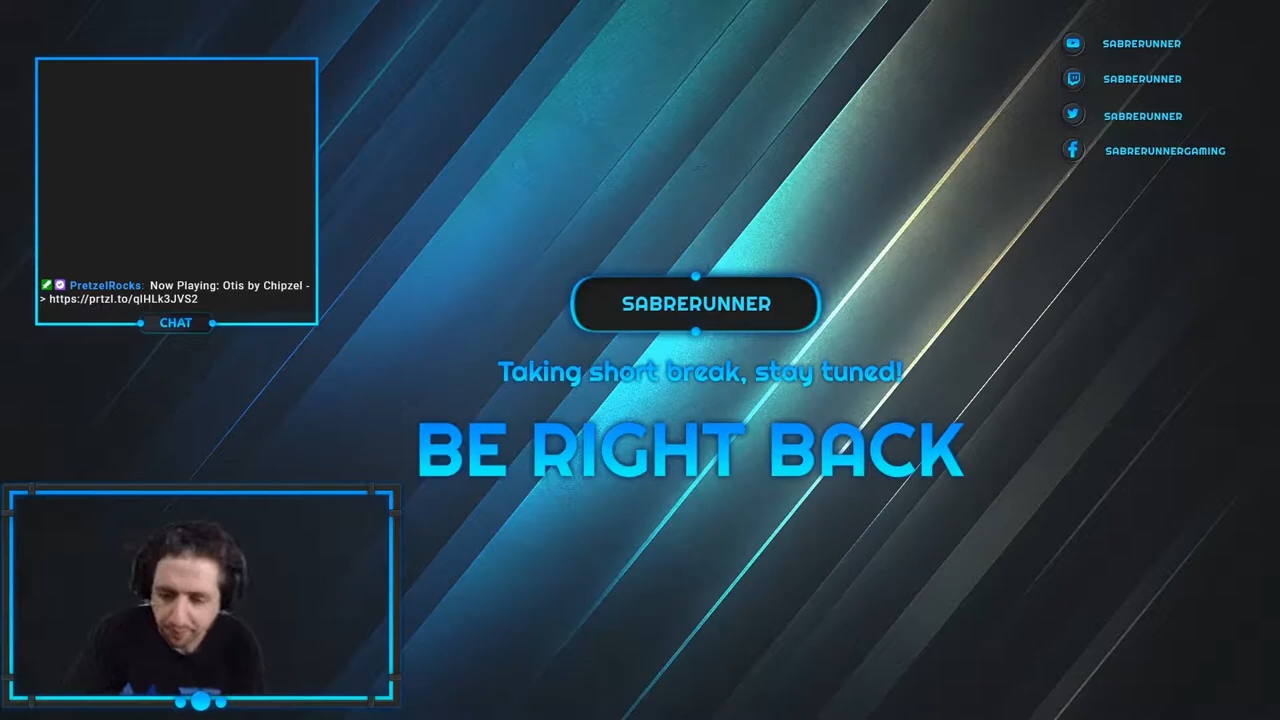 SABRERUNNER
SABRERUNNER
SABRERUNNER
SABRERUNNERGAMING
PretzelRocks: Now Playing: Otis by Chipzel -
> https://prtzl.to/qIHLk3JVS2
CHAT
SABRERUNNER
Taking short break, stay tuned!
BE RIGHT BACK